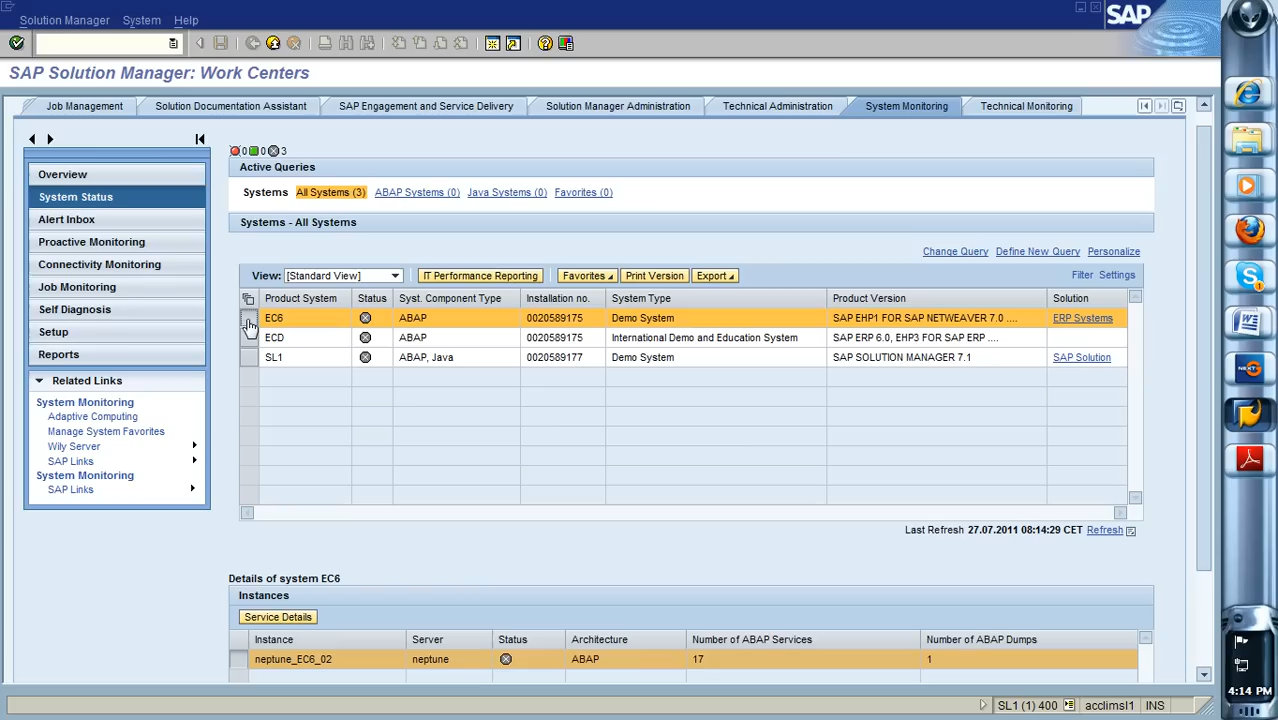 Solution Manager System Help
SAP
SAP Solution Manager: Work Centers
Job Management Solution Documentation Assistant SAP Engagement and Service Delivery Solution Manager Administration Technical Administration System Monitoring Technical Monitoring
0 0 3
Active Queries
Systems All Systems (3) ABAP Systems (0) Java Systems (0) Favorites (0)
Systems - All Systems
Change Query Define New Query Personalize
View: [Standard View] IT Performance Reporting Favorites Print Version Export Filter Settings
Product System Status Syst. Component Type Installation no. System Type Product Version Solution
EC6 ABAP 0020589175 Demo System SAP EHP1 FOR SAP NETWEAVER 7.0 .... ERP Systems
ECD ABAP 0020589175 International Demo and Education System SAP ERP 6.0, EHP3 FOR SAP ERP ....
SL1 ABAP, Java 0020589177 Demo System SAP SOLUTION MANAGER 7.1 SAP Solution
Last Refresh 27.07.2011 08:14:29 CET Refresh
Details of system EC6
Instances
Service Details
Instance Server Status Architecture Number of ABAP Services Number of ABAP Dumps
neptune_EC6_02 neptune ABAP 17 1
Overview
System Status
Alert Inbox
Proactive Monitoring
Connectivity Monitoring
Job Monitoring
Self Diagnosis
Setup
Reports
Related Links
System Monitoring
Adaptive Computing
Manage System Favorites
Wily Server
SAP Links
System Monitoring
SAP Links
SL1 (1) 400 acclimsl1 INS
NEXTG
4:14 PM